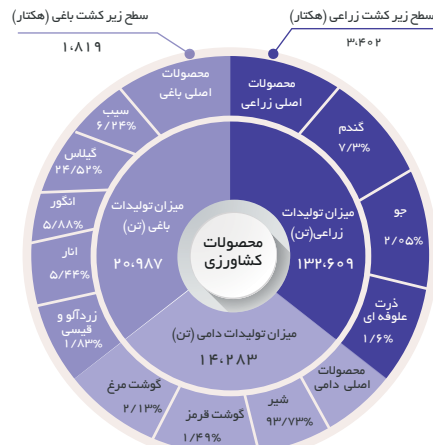 سطح زیر کشت زراعی (هکتار)
۳،۴۰۲
سطح زیر کشت باغی (هکتار)
۱،۸۱۹
محصولات
اصلی زراعی
گندم
۷/۳%
جو
۲/۰۵%
ذرت
علوفه ای
۱/۶%
محصولات
اصلی باغی
سیب
۶/۲۴%
گیلاس
۲۴/۵۲%
انگور
۵/۸۸%
انار
۵/۴۴%
زردآلو و
قیسی
۱/۸۳%
میزان تولیدات
زراعی(تن)
۱۳۲،۶۰۹
میزان تولیدات
باغی (تن)
۲۰،۹۸۷
محصولات
کشاورزی
میزان تولیدات دامی (تن)
۱۴،۲۸۳
محصولات
اصلی دامی
شیر
۹۳/۷۳%
گوشت قرمز
۱/۴۹%
گوشت مرغ
۲/۱۳%